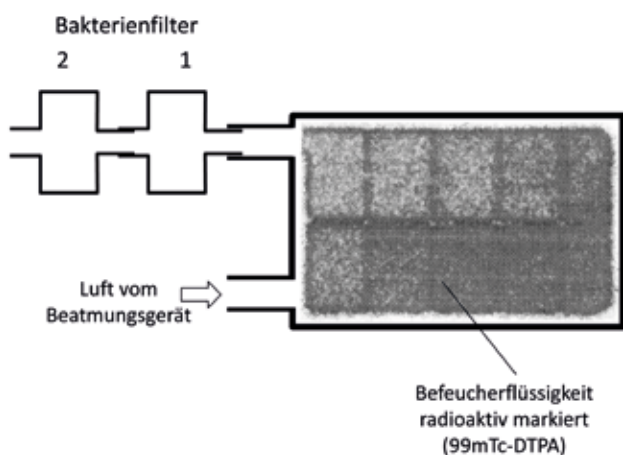 Bakterienfilter
2 1
Luft vom
Beatmungsgerät
Befeucherflüssigkeit
radioaktiv markiert
(99mTc-DTPA)